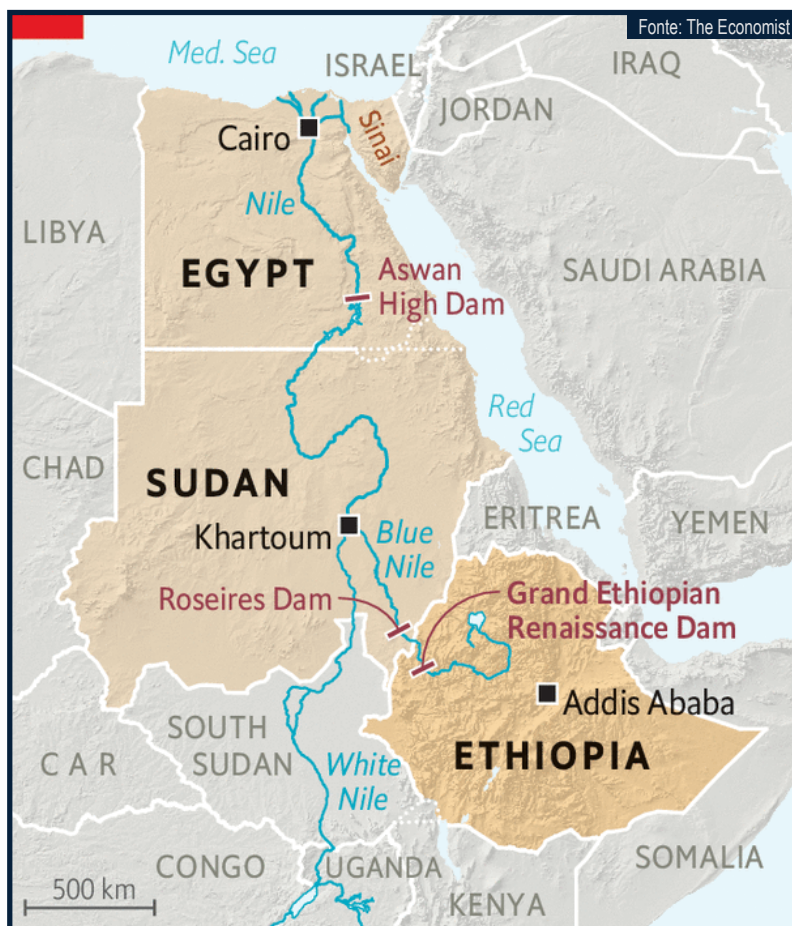 Fonte: The Economist
Med. Sea
ISRAEL
IRAQ
JORDAN
Cairo
Sinai
Nile
LIBYA
EGYPT
Aswan
High Dam
SAUDI ARABIA
Red
Sea
CHAD
SUDAN
Khartoum
Blue
Nile
ERITREA
YEMEN
Roseires Dam
Grand Ethiopian
Renaissance Dam
Addis Ababa
SOUTH
SUDAN
CAR
White
Nile
ETHIOPIA
CONGO
UGANDA
SOMALIA
500 km
KENYA